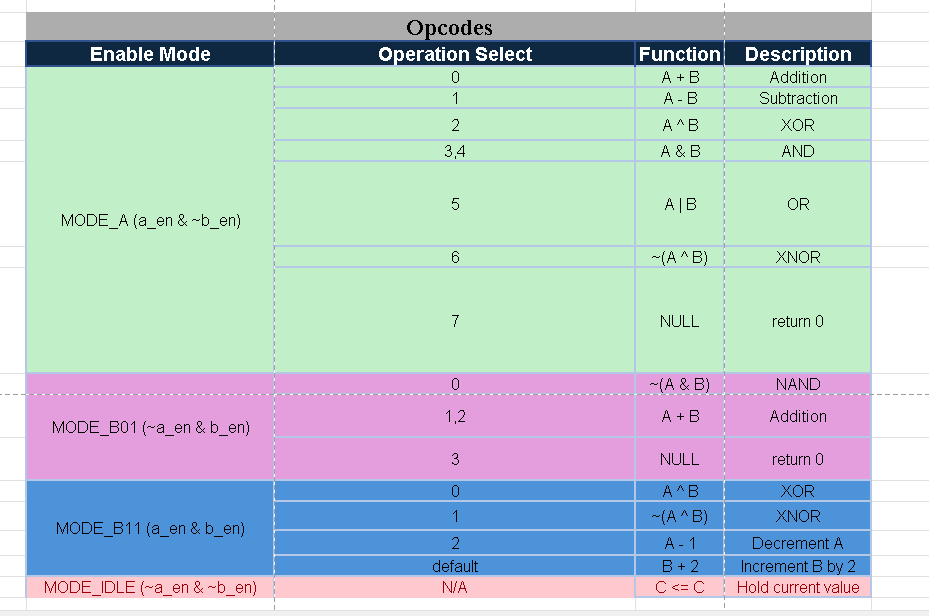 Opcodes
Enable Mode Operation Select Function Description
MODE_A (a_en & ~b_en)
0 A + B Addition
1 A - B Subtraction
2 A ^ B XOR
3,4 A & B AND
5 A | B OR
6 ~(A ^ B) XNOR
7 NULL return 0
MODE_B01 (~a_en & b_en)
0 ~(A & B) NAND
1,2 A + B Addition
3 NULL return 0
MODE_B11 (a_en & b_en)
0 A ^ B XOR
1 ~(A ^ B) XNOR
2 A - 1 Decrement A
default B + 2 Increment B by 2
MODE_IDLE (~a_en & ~b_en) N/A C <= C Hold current value